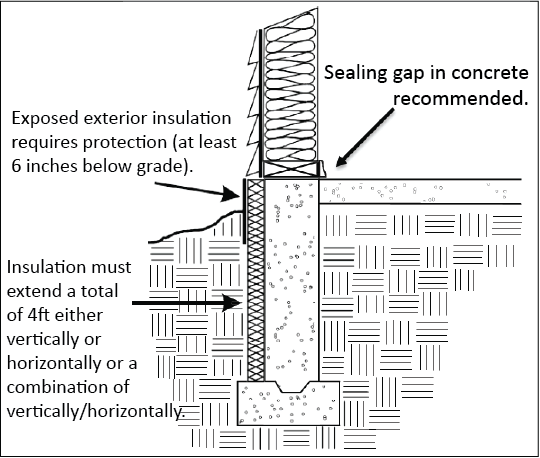 Sealing gap in concrete
recommended.
Exposed exterior insulation
requires protection (at least
6 inches below grade).
Insulation must
extend a total
of 4ft either
vertically or
horizontally or a
combination of
vertically/horizontally.